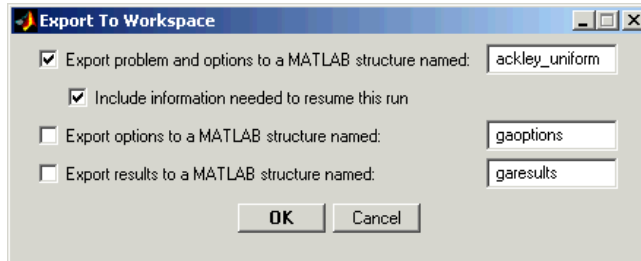 Export To Workspace
Export problem and options to a MATLAB structure named: ackley_uniform
Include information needed to resume this run
Export options to a MATLAB structure named: gaoptions
Export results to a MATLAB structure named: garesults
OK Cancel